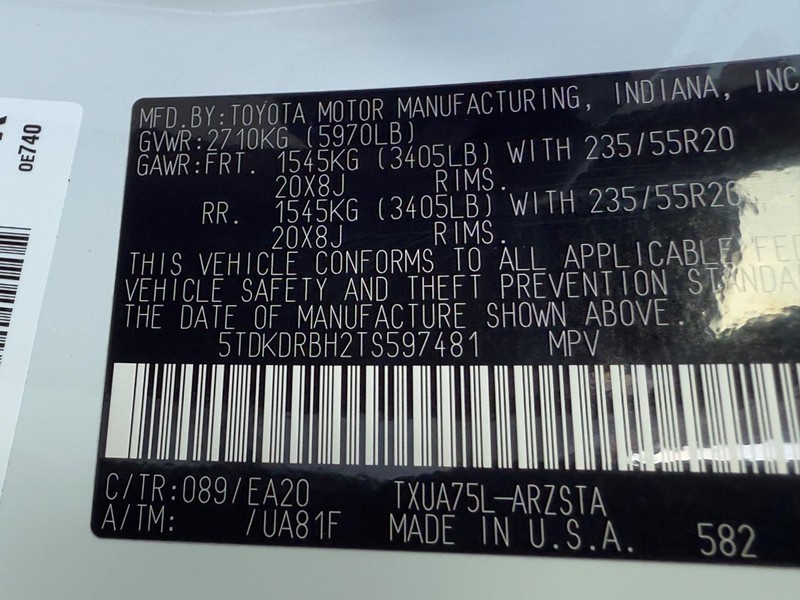 MFD. BY:TOYOTA MOTOR MANUFACTURING, INDIANA, INC
GVWR:2710KG (5970LB)
GAWR:FRT. 1545KG (3405LB) WITH 235/55R20
20X8J RIMS.
RR. 1545KG (3405LB) WITH 235/55R20
20X8J RIMS.
THIS VEHICLE CONFORMS TO ALL APPLICABLE FED
VEHICLE SAFETY AND THEFT PREVENTION STANDA
THE DATE OF MANUFACTURE SHOWN ABOVE.
5TDKDRBH2TS597481 MPV
C/TR:089/EA20 TXUA75L-ARZSTA
A/TM: /UA81F MADE IN U.S.A. 582
0E740